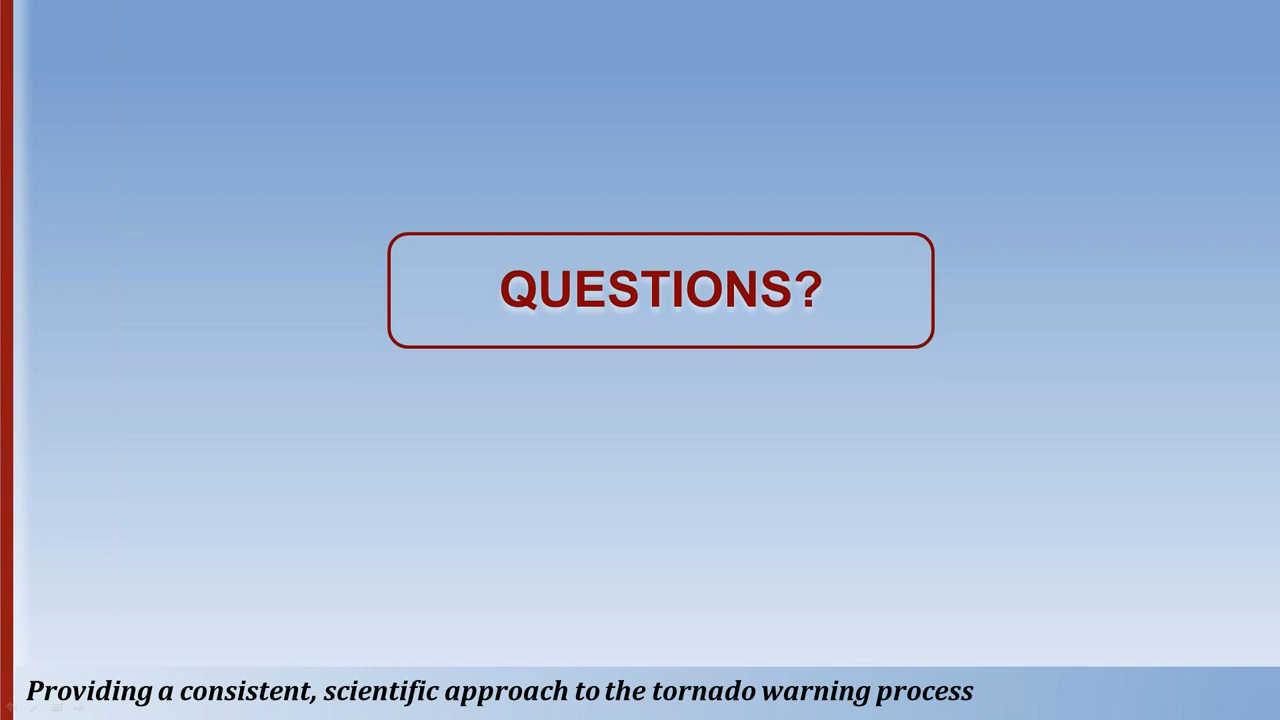 QUESTIONS?
Providing a consistent, scientific approach to the tornado warning process